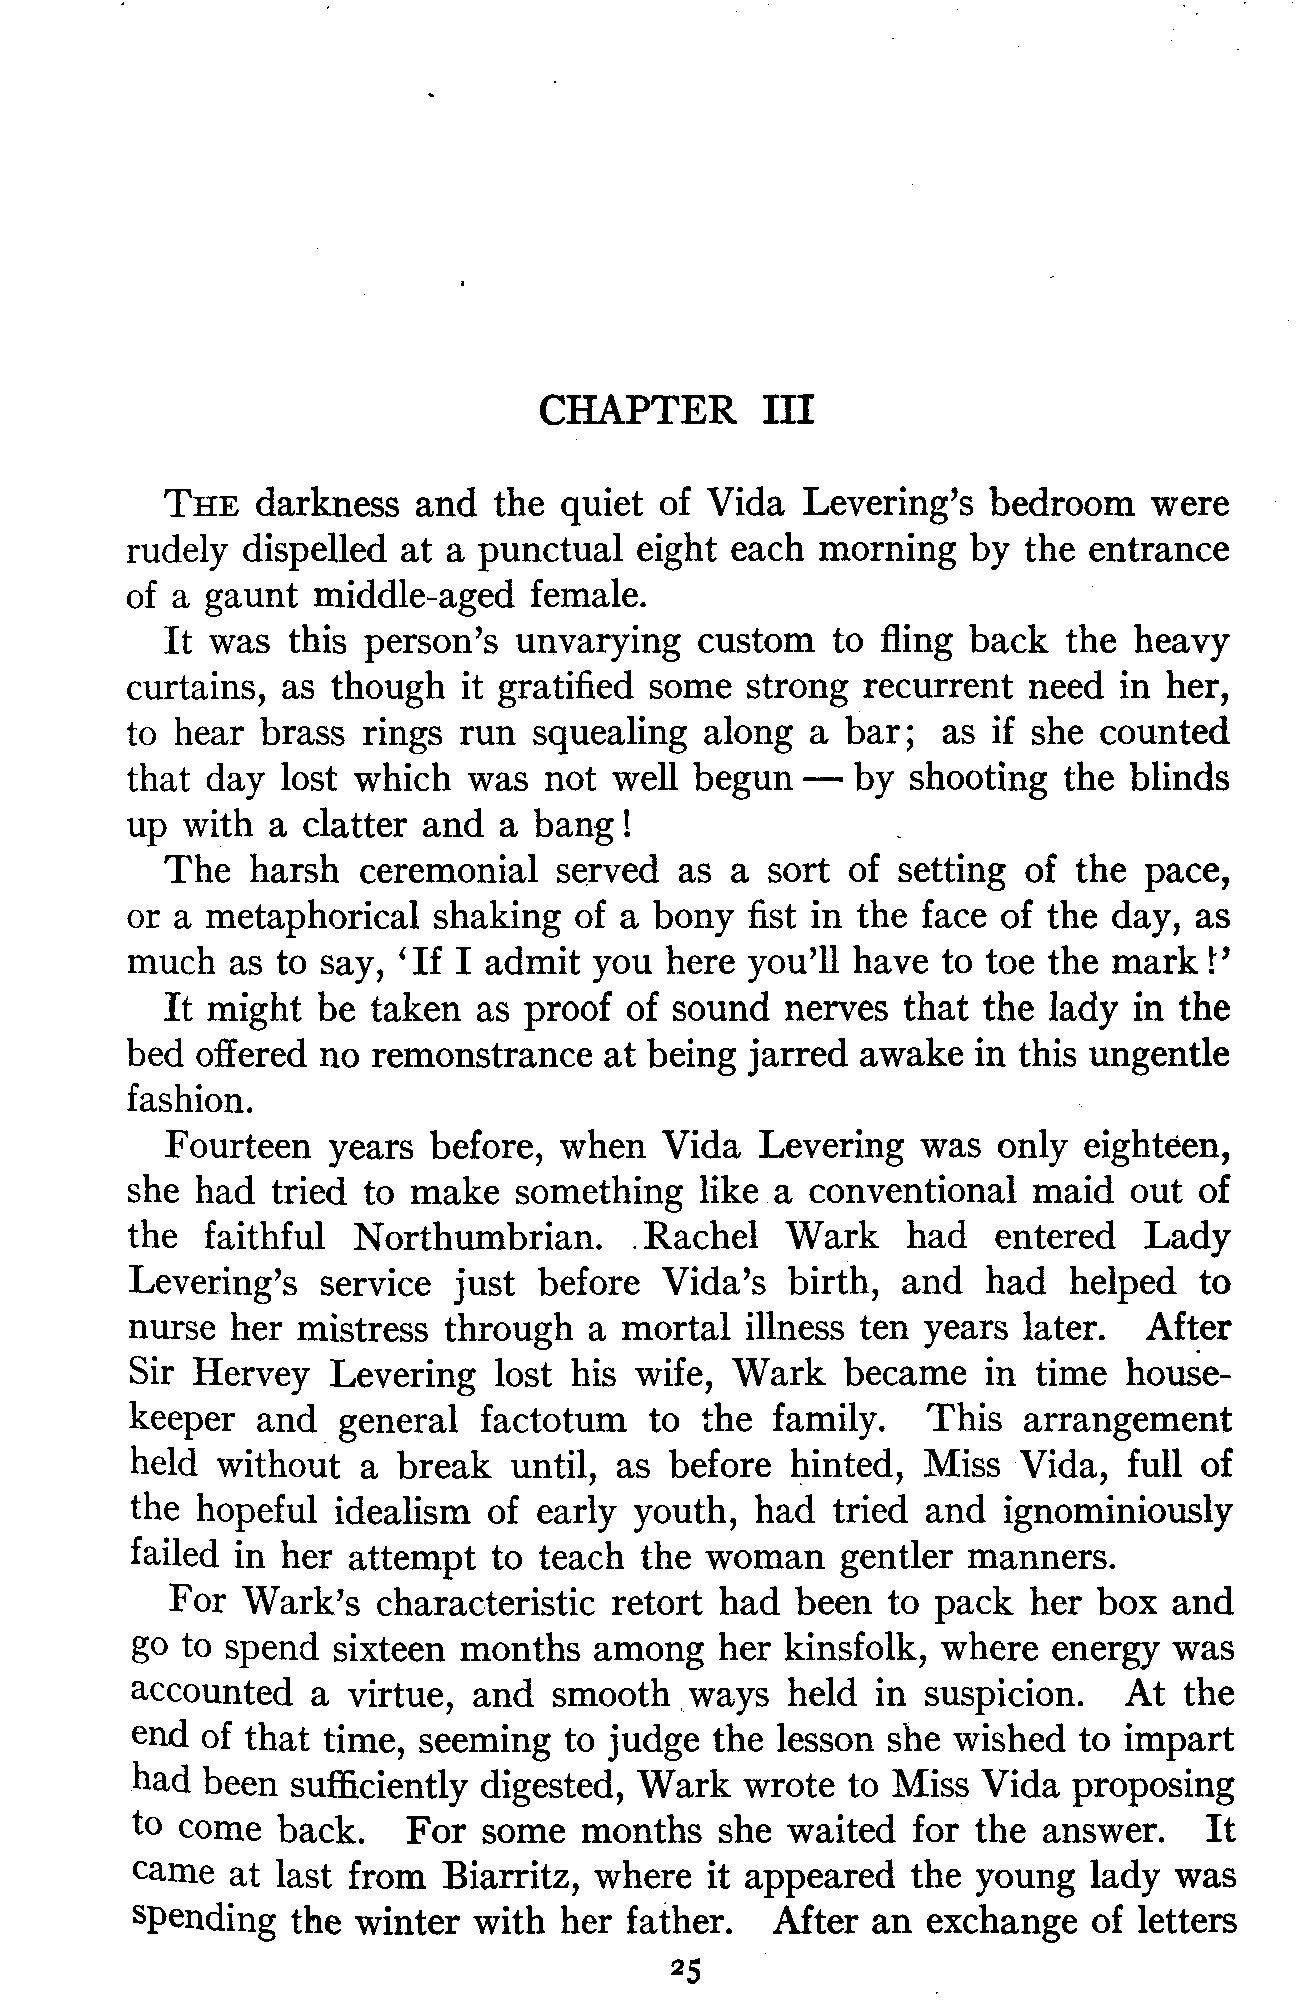 CHAPTER III
THE darkness and the quiet of Vida Levering's bedroom were
rudely dispelled at a punctual eight each morning by the entrance
of a gaunt middle-aged female.
It was this person's unvarying custom to fling back the heavy
curtains, as though it gratified some strong recurrent need in her,
to hear brass rings run squealing along a bar; as if she counted
that day lost which was not well begun — by shooting the blinds
up with a clatter and a bang!
The harsh ceremonial served as a sort of setting of the pace,
or a metaphorical shaking of a bony fist in the face of the day, as
much as to say, 'If I admit you here you'll have to toe the mark!'
It might be taken as proof of sound nerves that the lady in the
bed offered no remonstrance at being jarred awake in this ungentle
fashion.
Fourteen years before, when Vida Levering was only eighteen,
she had tried to make something like a conventional maid out of
the faithful Northumbrian. Rachel Wark had entered Lady
Levering's service just before Vida's birth, and had helped to
nurse her mistress through a mortal illness ten years later. After
Sir Hervey Levering lost his wife, Wark became in time house-
keeper and general factotum to the family. This arrangement
held without a break until, as before hinted, Miss Vida, full of
the hopeful idealism of early youth, had tried and ignominiously
failed in her attempt to teach the woman gentler manners.
For Wark's characteristic retort had been to pack her box and
go to spend sixteen months among her kinsfolk, where energy was
accounted a virtue, and smooth ways held in suspicion. At the
end of that time, seeming to judge the lesson she wished to impart
had been sufficiently digested, Wark wrote to Miss Vida proposing
to come back. For some months she waited for the answer. It
came at last from Biarritz, where it appeared the young lady was
spending the winter with her father. After an exchange of letters
25